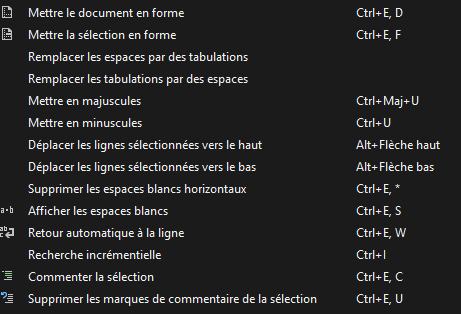 Mettre le document en forme Ctrl+E, D
Mettre la sélection en forme Ctrl+E, F
Remplacer les espaces par des tabulations
Remplacer les tabulations par des espaces
Mettre en majuscules Ctrl+Maj+U
Mettre en minuscules Ctrl+U
Déplacer les lignes sélectionnées vers le haut Alt+Flèche haut
Déplacer les lignes sélectionnées vers le bas Alt+Flèche bas
Supprimer les espaces blancs horizontaux Ctrl+E, *
a·b Afficher les espaces blancs Ctrl+E, S
Retour automatique à la ligne Ctrl+E, W
Recherche incrémentielle Ctrl+I
Commenter la sélection Ctrl+E, C
Supprimer les marques de commentaire de la sélection Ctrl+E, U